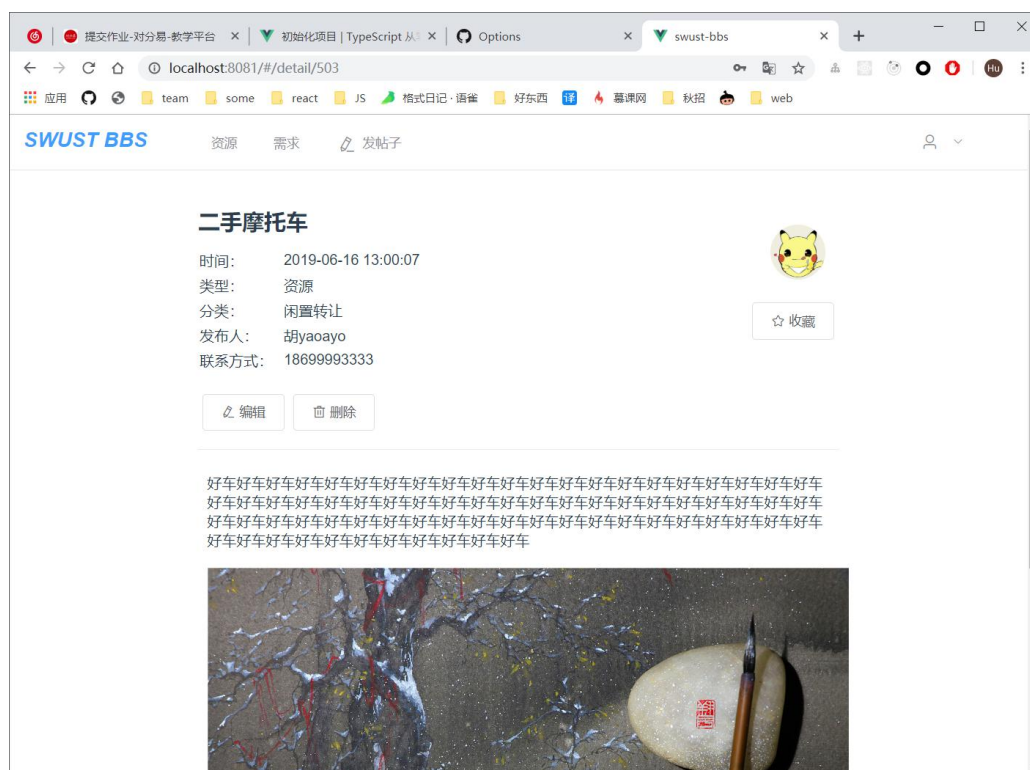 提交作业-对分易-教学平台
初始化项目 | TypeScript 从
Options
swust-bbs
localhost:8081/#/detail/503
Hu
应用
team
some
react
JS
格式日记 · 语雀
好东西
译
慕课网
秋招
web
SWUST BBS
资源
需求
发帖子
二手摩托车
时间： 2019-06-16 13:00:07
类型： 资源
分类： 闲置转让
发布人： 胡yaoayo
联系方式： 18699993333
收藏
编辑
删除
好车好车好车好车好车好车好车好车好车好车好车好车好车好车好车好车好车好车好车好车好车
好车好车好车好车好车好车好车好车好车好车好车好车好车好车好车好车好车好车好车好车好车
好车好车好车好车好车好车好车好车好车好车好车好车好车好车好车好车好车好车好车好车好车
好车好车好车好车好车好车好车好车好车好车好车